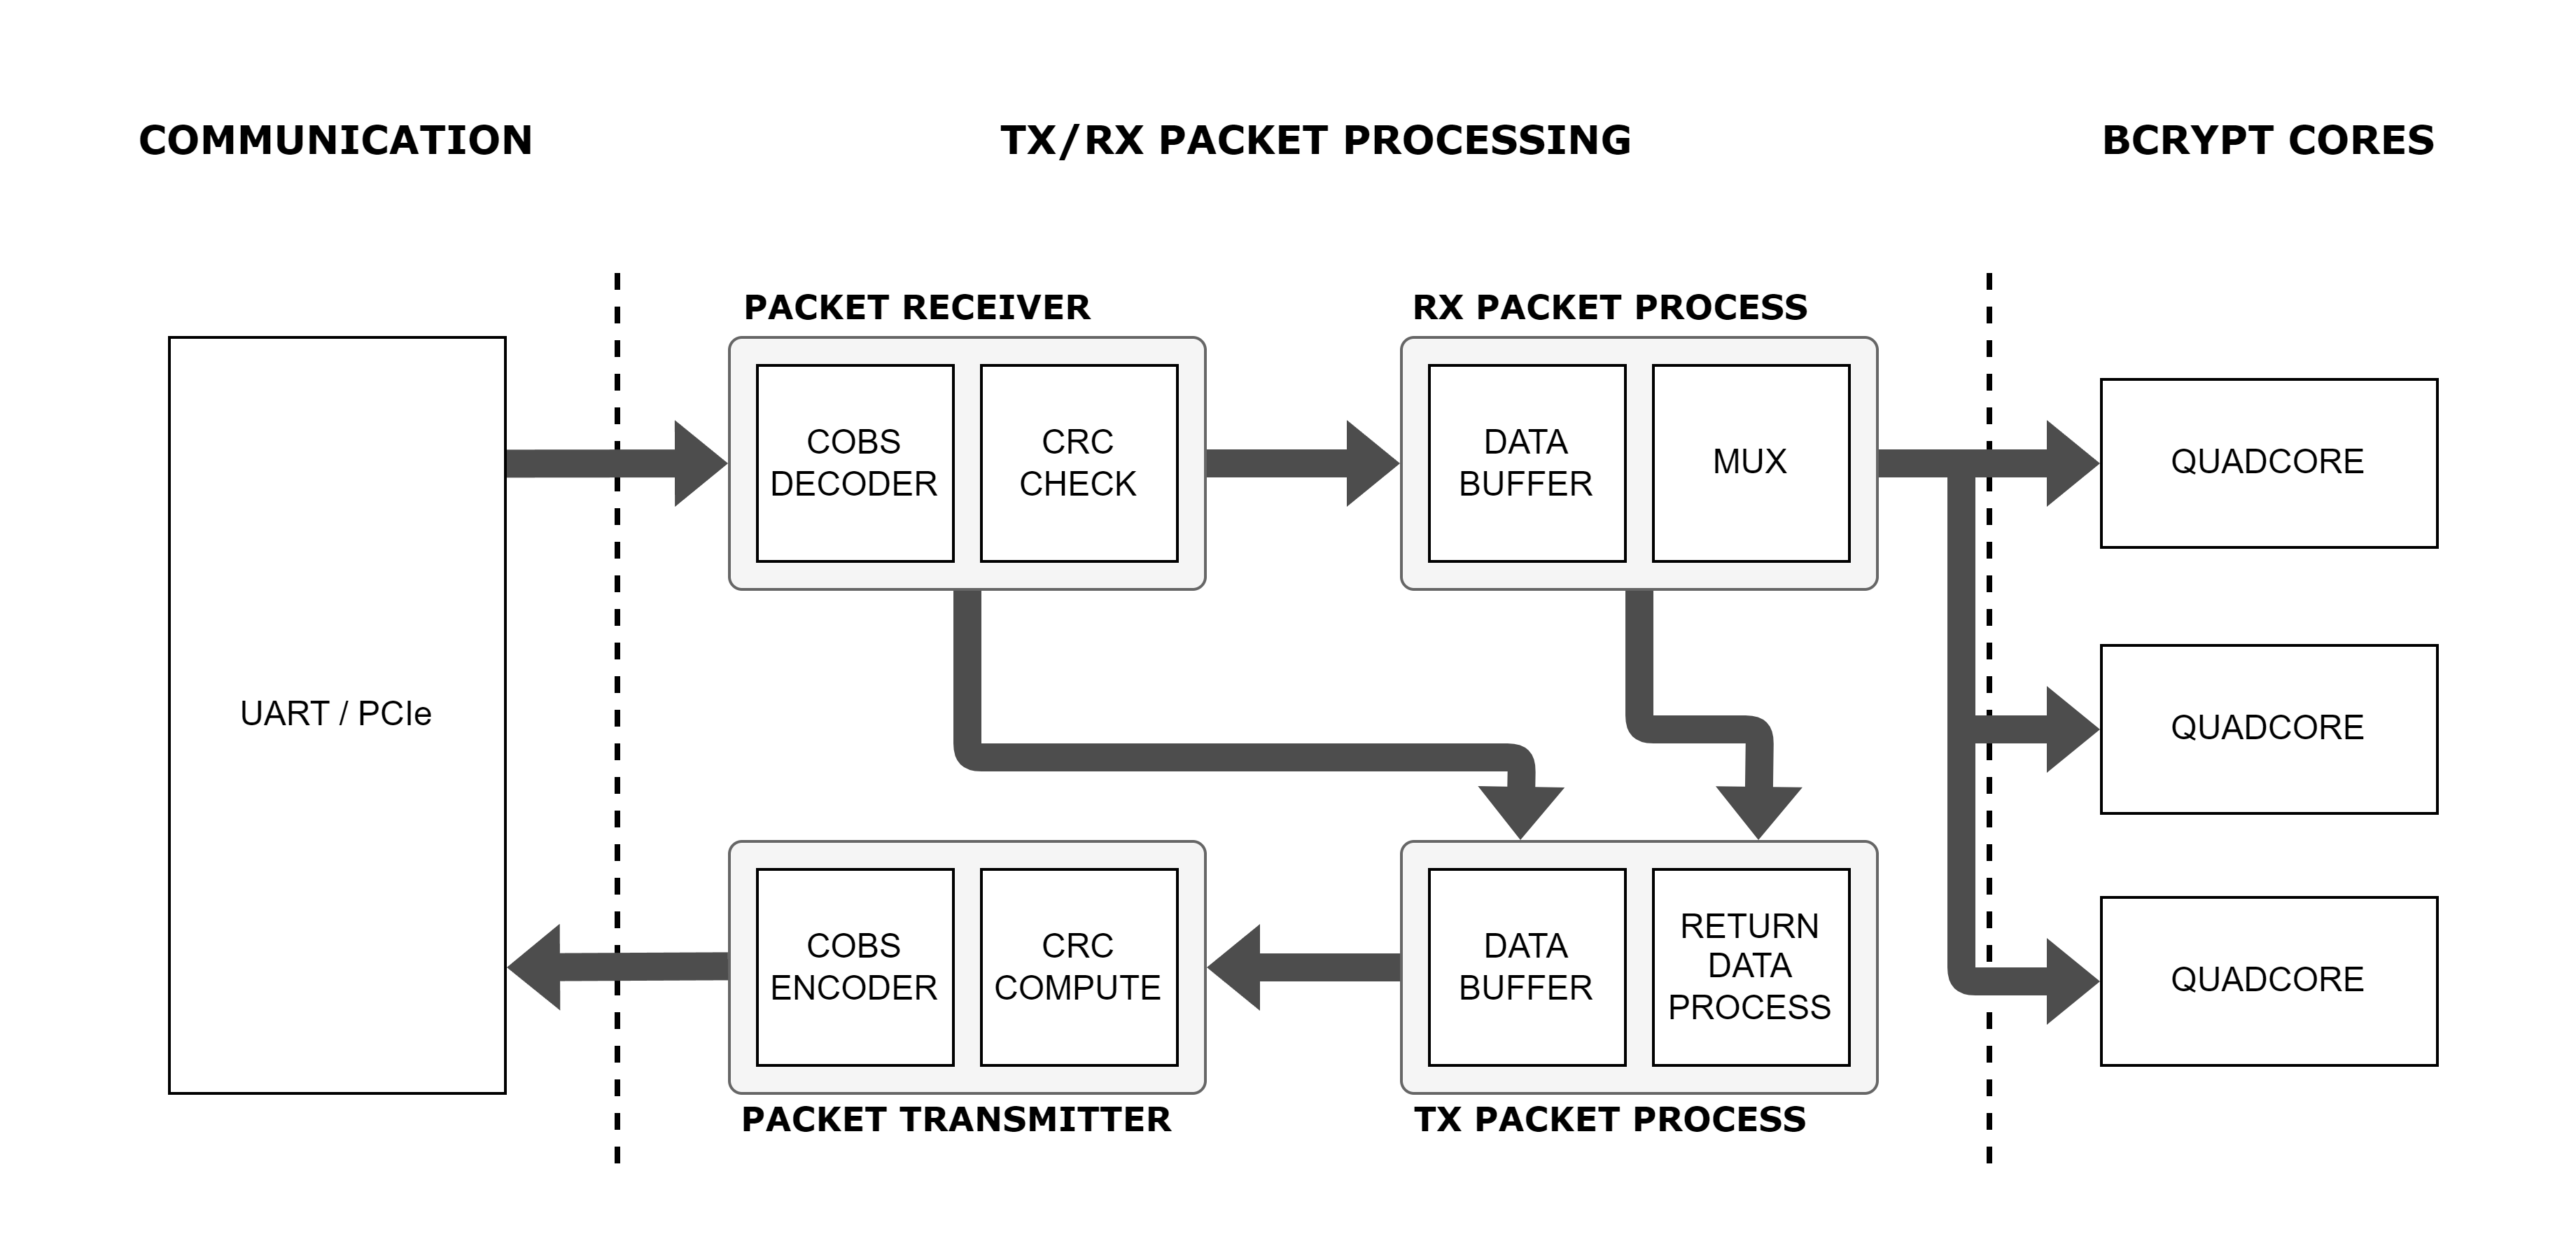 COMMUNICATION
TX/RX PACKET PROCESSING
BCRYPT CORES
PACKET RECEIVER
RX PACKET PROCESS
COBS
DECODER
CRC
CHECK
DATA
BUFFER
MUX
QUADCORE
UART / PCIe
QUADCORE
COBS
ENCODER
CRC
COMPUTE
DATA
BUFFER
RETURN
DATA
PROCESS
QUADCORE
PACKET TRANSMITTER
TX PACKET PROCESS